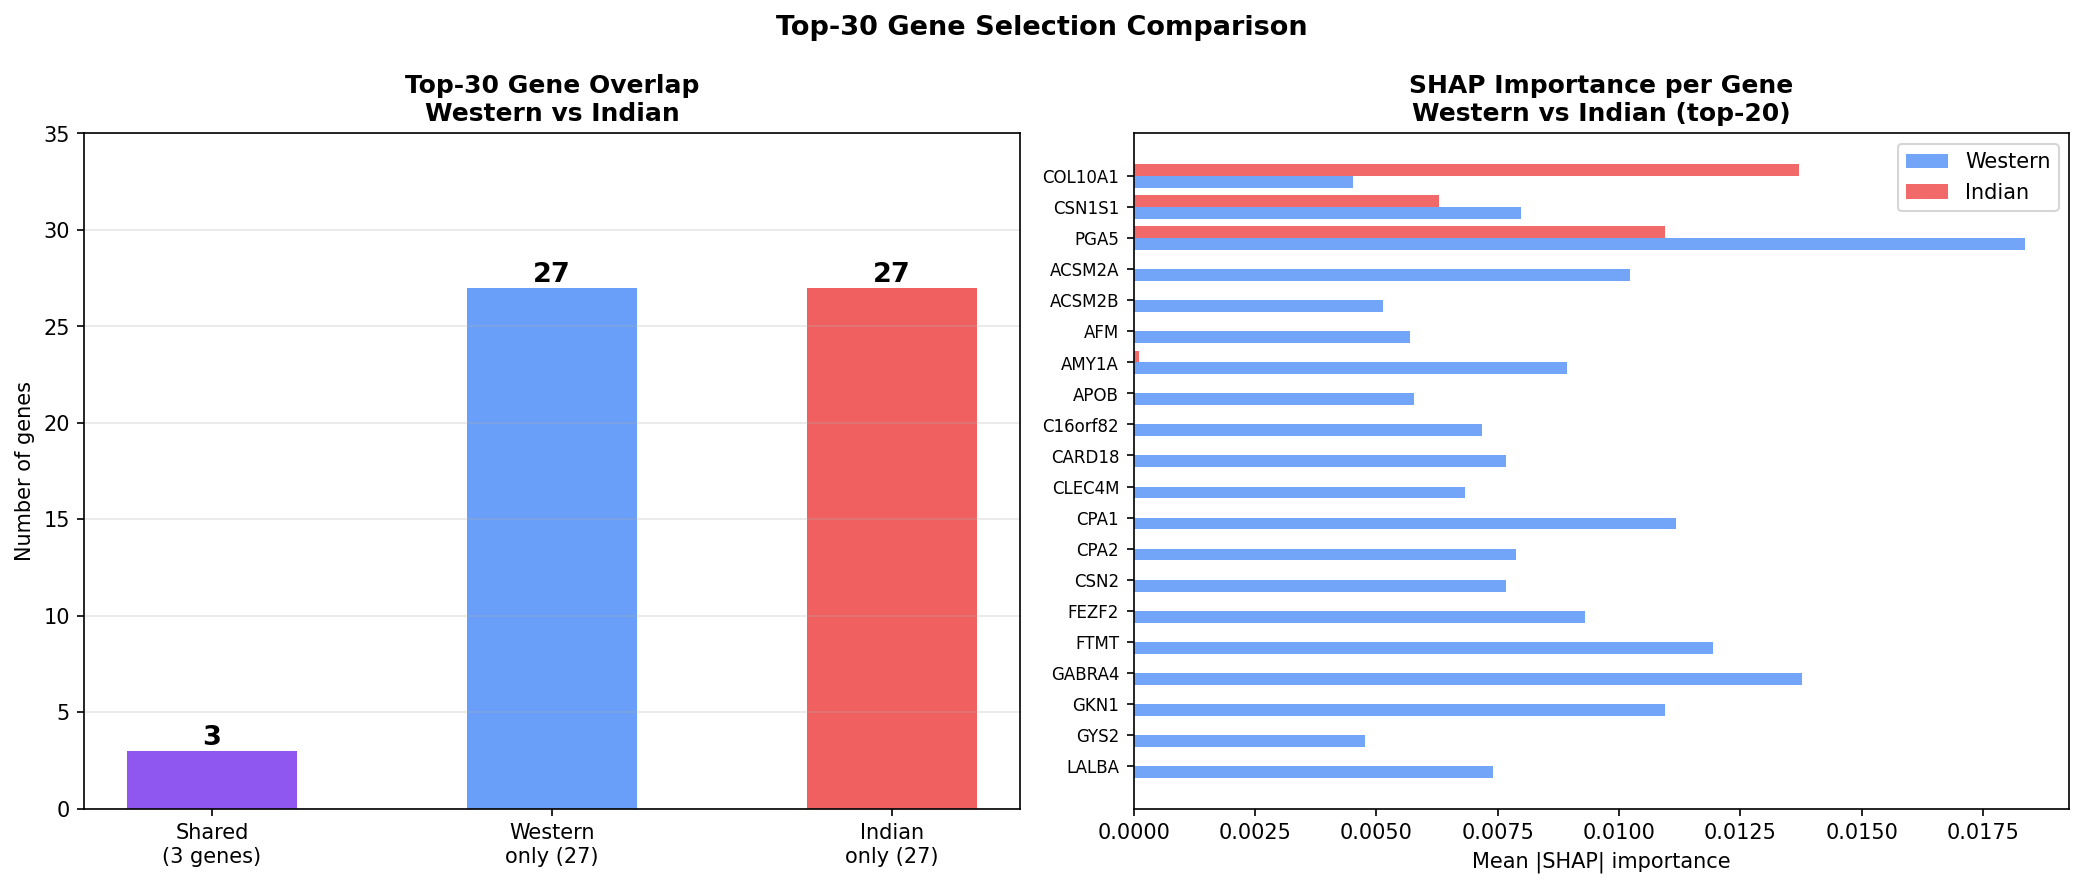 Top-30 Gene Selection Comparison
Top-30 Gene Overlap
Western vs Indian
35
30
25
20
15
10
5
0
Number of genes
3
27
27
Shared
(3 genes)
Western
only (27)
Indian
only (27)
SHAP Importance per Gene
Western vs Indian (top-20)
Western
Indian
COL10A1
CSN1S1
PGA5
ACSM2A
ACSM2B
AFM
AMY1A
APOB
C16orf82
CARD18
CLEC4M
CPA1
CPA2
CSN2
FEZF2
FTMT
GABRA4
GKN1
GYS2
LALBA
0.0000 0.0025 0.0050 0.0075 0.0100 0.0125 0.0150 0.0175
Mean |SHAP| importance